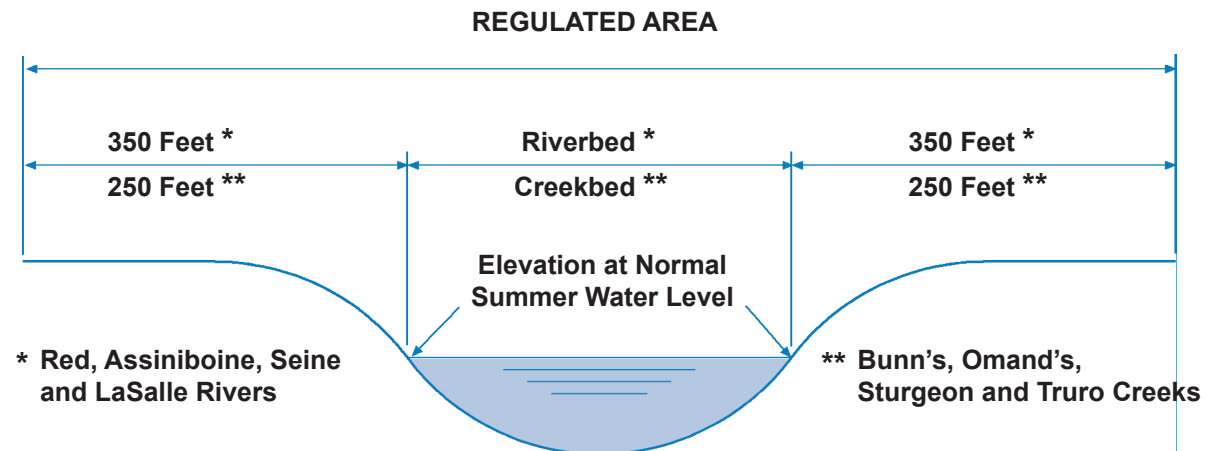 REGULATED AREA
350 Feet *
Riverbed *
350 Feet *
250 Feet **
Creekbed **
250 Feet **
Elevation at Normal
Summer Water Level
* Red, Assiniboine, Seine
and LaSalle Rivers
** Bunn’s, Omand’s,
Sturgeon and Truro Creeks